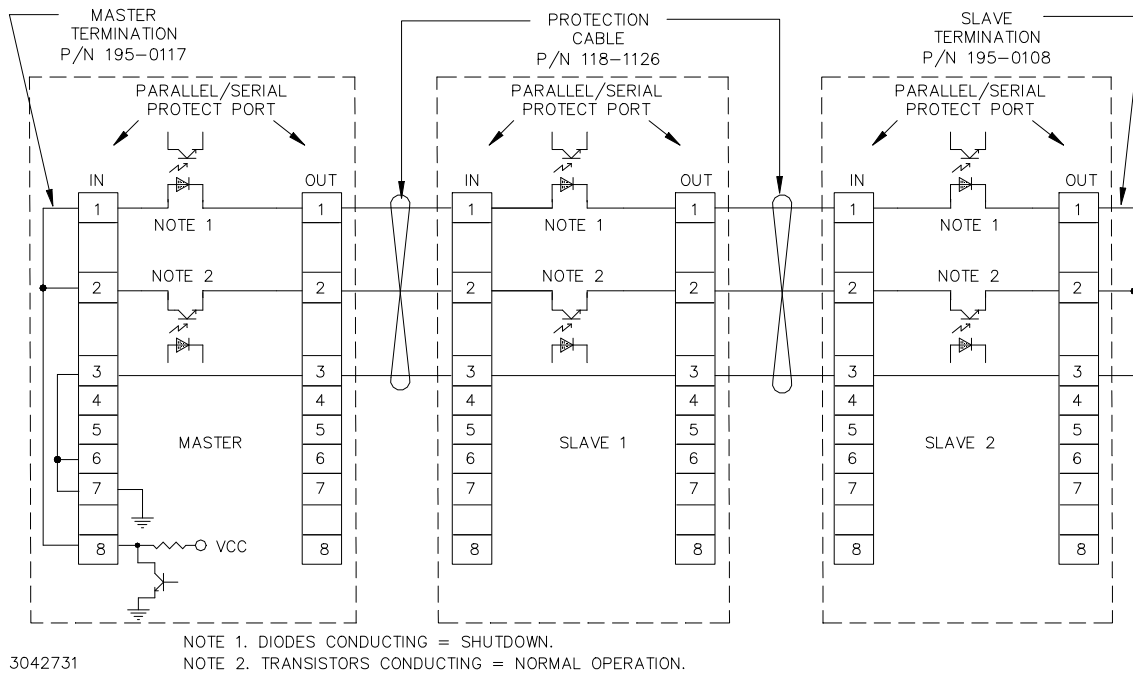 MASTER
TERMINATION
P/N 195-0117
PROTECTION
CABLE
P/N 118-1126
SLAVE
TERMINATION
P/N 195-0108
PARALLEL/SERIAL
PROTECT PORT
PARALLEL/SERIAL
PROTECT PORT
PARALLEL/SERIAL
PROTECT PORT
IN
OUT
IN
OUT
IN
OUT
1
1
1
1
1
1
NOTE 1
NOTE 1
NOTE 1
NOTE 2
NOTE 2
NOTE 2
2
2
2
2
2
2
3
3
3
3
3
3
4
4
4
4
4
4
5
5
5
5
5
5
MASTER
SLAVE 1
SLAVE 2
6
6
6
6
6
6
7
7
7
7
7
7
8
VCC
8
8
8
8
8
NOTE 1. DIODES CONDUCTING = SHUTDOWN.
3042731
NOTE 2. TRANSISTORS CONDUCTING = NORMAL OPERATION.